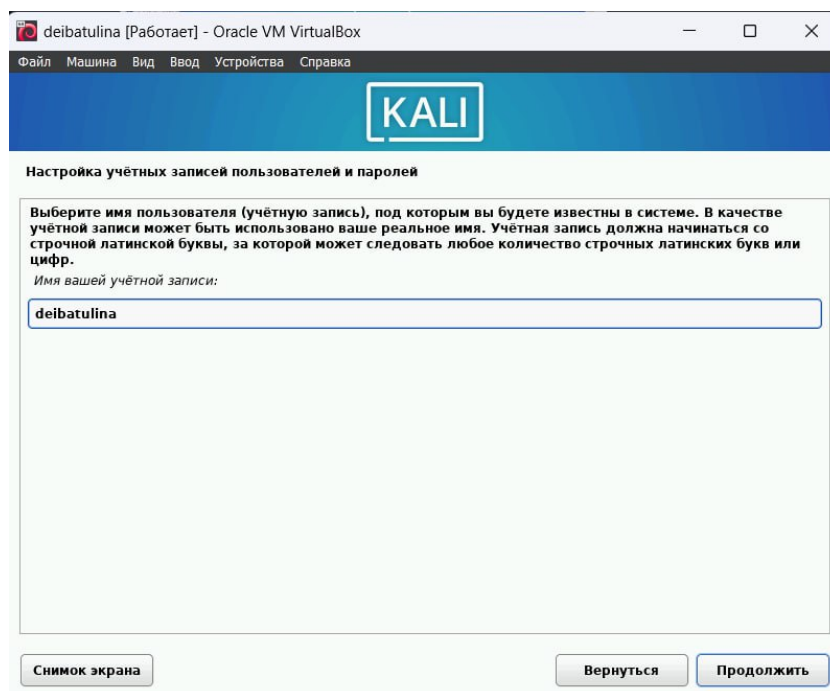 deibatulina [Работает] - Oracle VM VirtualBox
Файл Машина Вид Ввод Устройства Справка
KALI
Настройка учётных записей пользователей и паролей
Выберите имя пользователя (учётную запись), под которым вы будете известны в системе. В качестве
учётной записи может быть использовано ваше реальное имя. Учётная запись должна начинаться со
строчной латинской буквы, за которой может следовать любое количество строчных латинских букв или
цифр.
Имя вашей учётной записи:
deibatulina
Снимок экрана Вернуться Продолжить